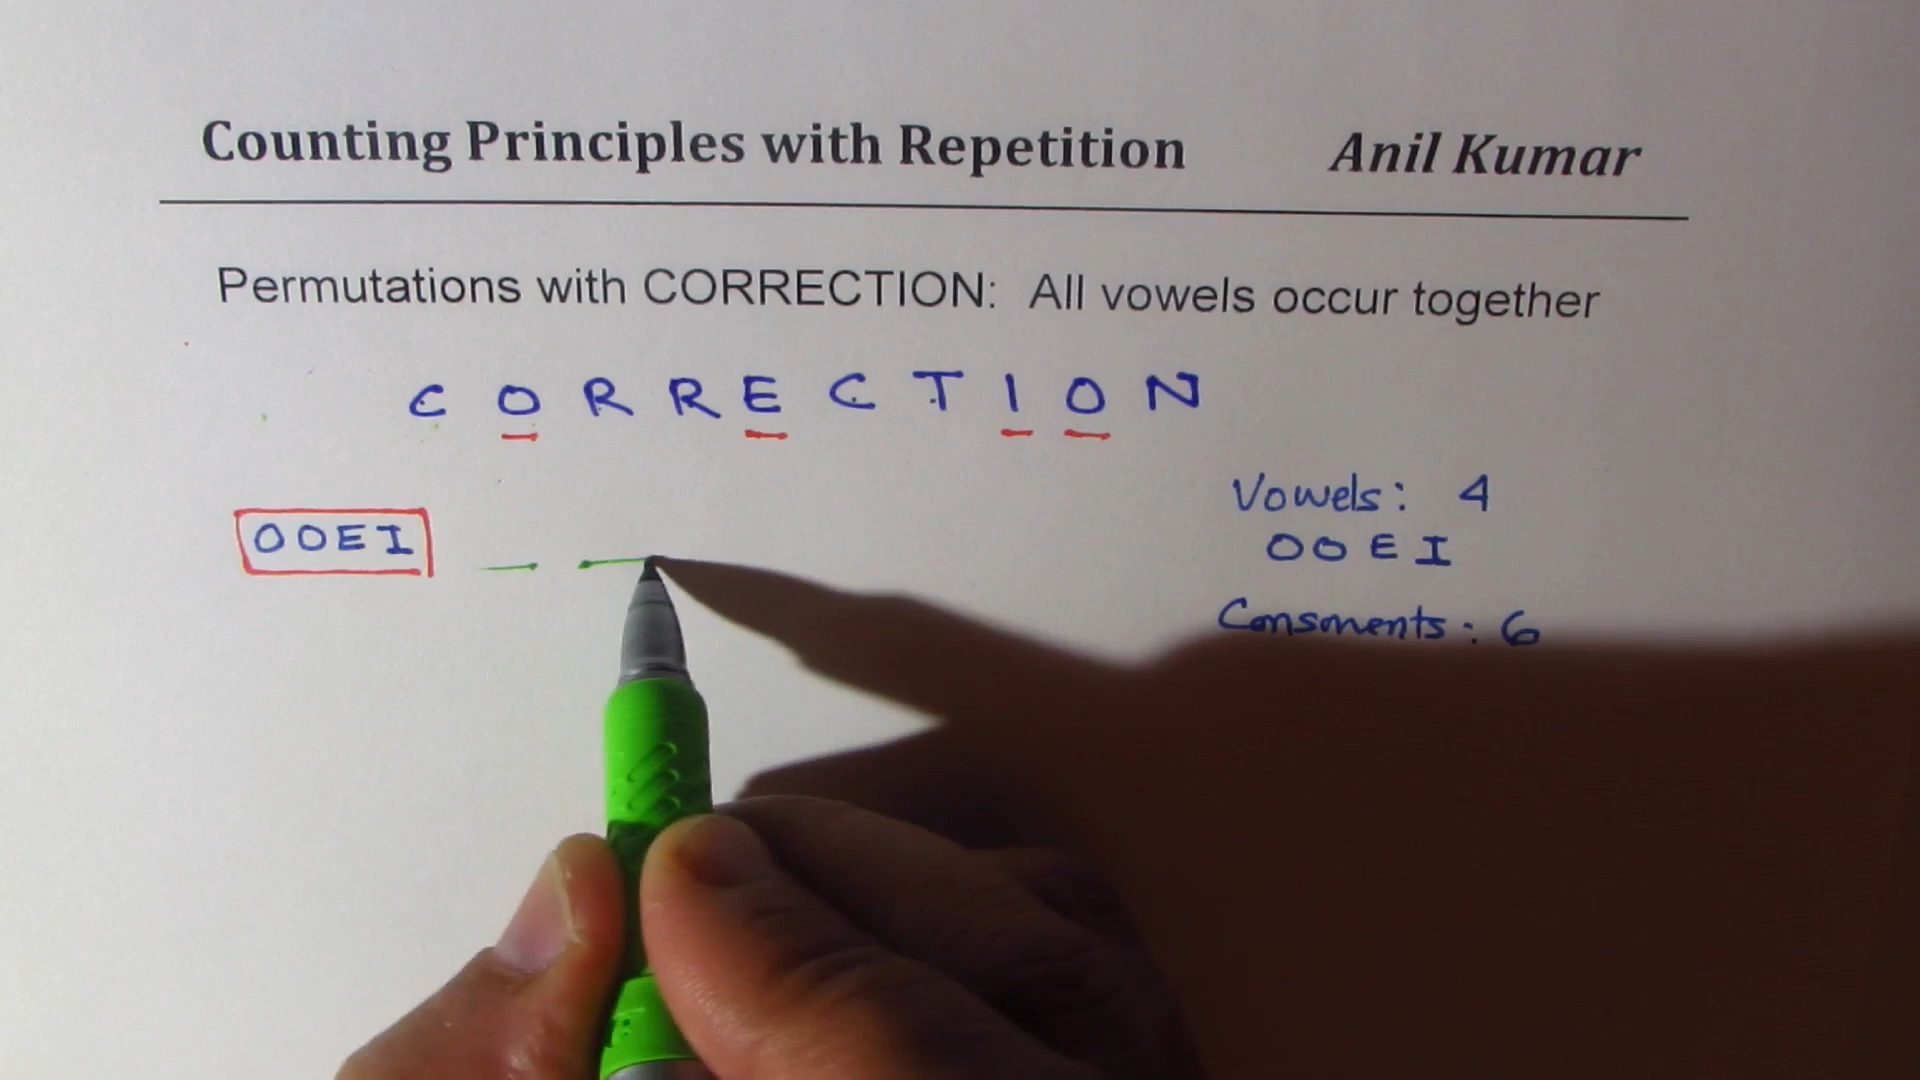 Counting Principles with Repetition Anil Kumar
Permutations with CORRECTION: All vowels occur together
C O R R E C T I O N
Vowels: 4
OOEI
OOEI
Consonents: 6